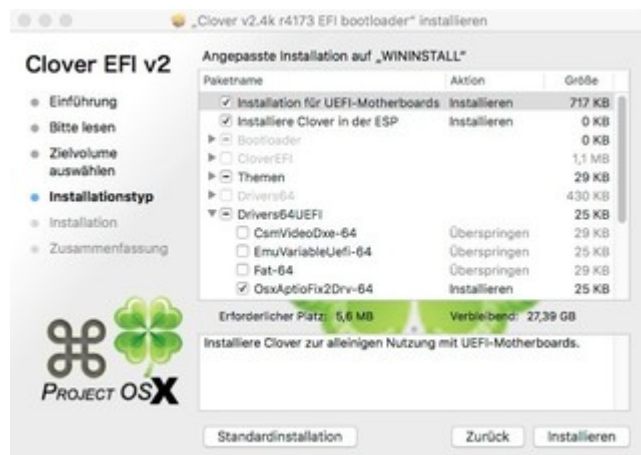 „Clover v2.4k r4173 EFI bootloader“ installieren
Clover EFI v2
Einführung
Bitte lesen
Zielvolume
auswählen
Installationstyp
Installation
Zusammenfassung
PROJECT OSX
Angepasste Installation auf „WININSTALL“
Paketname Aktion Größe
Installation für UEFI-Motherboards Installieren 717 KB
Installiere Clover in der ESP Installieren 0 KB
Bootloader 0 KB
CloverEFI 1,1 MB
Themen 29 KB
Drivers64 430 KB
Drivers64UEFI 25 KB
CsmVideoDxe-64 Überspringen 29 KB
EmuVariableUefi-64 Überspringen 29 KB
Fat-64 Überspringen 29 KB
OsxAptioFix2Drv-64 Installieren 25 KB
Erforderlicher Platz: 5,6 MB Verbleibend: 27,39 GB
Installiere Clover zur alleinigen Nutzung mit UEFI-Motherboards.
Standardinstallation Zurück Installieren